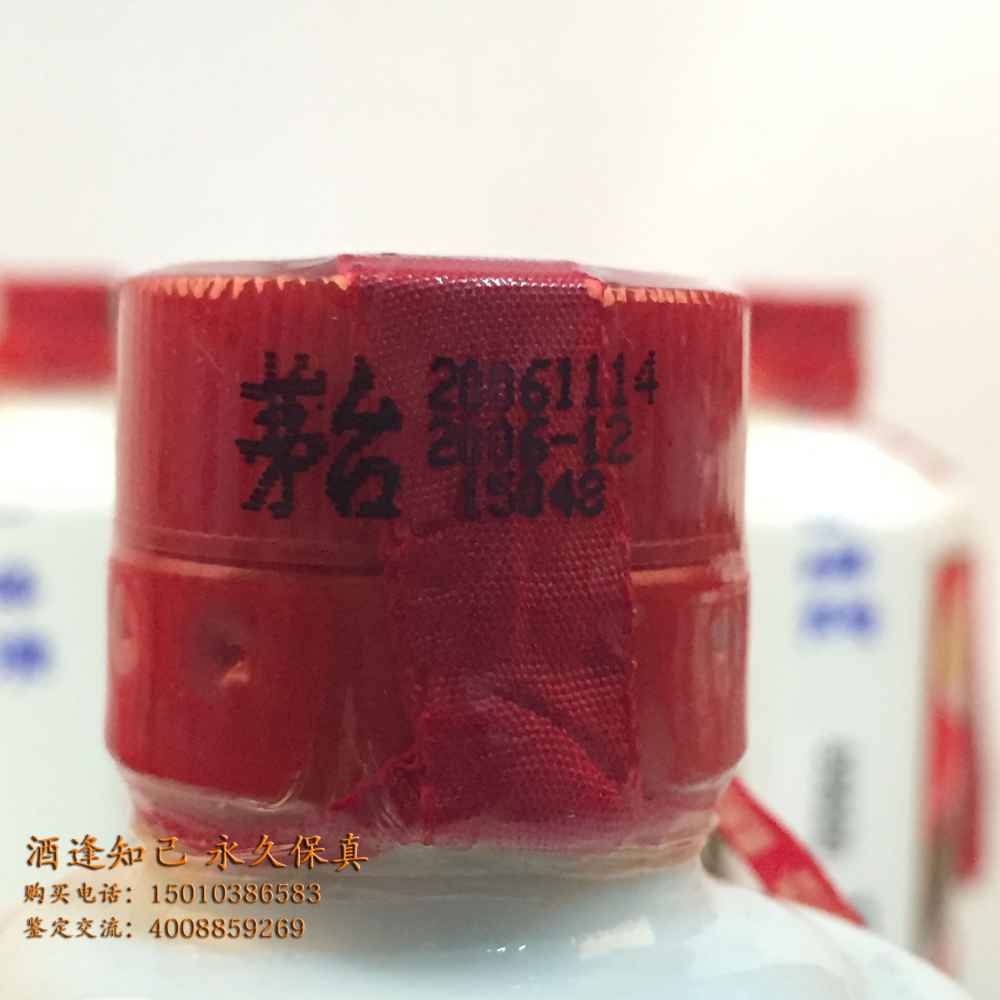 茅台
20061114
2006-12
15048
酒逢知己 永久保真
购买电话：15010386583
鉴定交流：4008859269